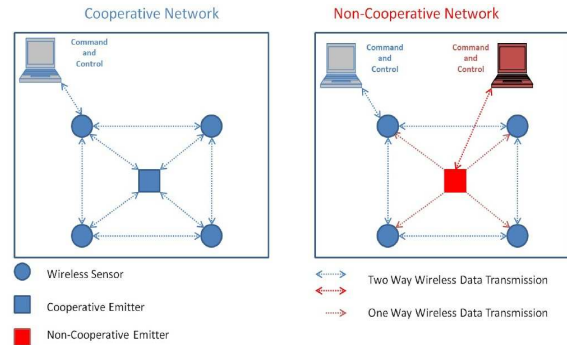 Cooperative Network
Non-Cooperative Network
Command
and
Control
Command
and
Control
Command
and
Control
Wireless Sensor
Cooperative Emitter
Non-Cooperative Emitter
Two Way Wireless Data Transmission
One Way Wireless Data Transmission